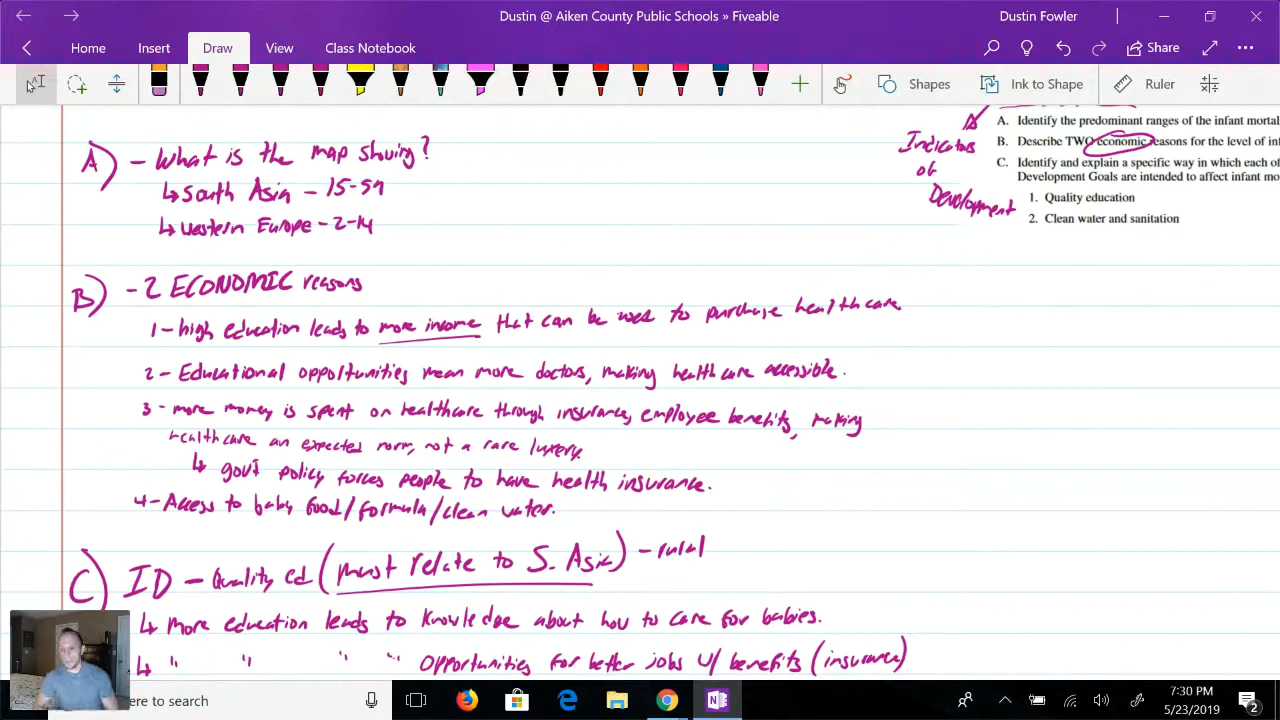 Dustin @ Aiken County Public Schools » Fiveable
Dustin Fowler
Home Insert Draw View Class Notebook
Share
Shapes
Ink to Shape
Ruler
A. Identify the predominant ranges of the infant mortal
B. Describe TWO economic reasons for the level of inf
C. Identify and explain a specific way in which each of
Development Goals are intended to affect infant mo
1. Quality education
2. Clean water and sanitation
Indicators
of
Development
A) - What is the map showing?
↳ South Asia - 15-59
↳ Western Europe - 2-14
B) - 2 ECONOMIC reasons
1 - high education leads to more income that can be used to purchase healthcare
2 - Educational opportunities mean more doctors, making healthcare accessible.
3 - more money is spent on healthcare through insurance, employee benefits, making
healthcare an expected norm, not a rare luxury.
↳ gov't policy forces people to have health insurance.
4 - Access to baby food/formula/clean water.
C) ID - Quality ed (must relate to S. Asia) - rural
↳ more education leads to knowledge about how to care for babies.
↳ " " " " opportunities for better jobs w/ benefits (insurance)
ere to search
7:30 PM
5/23/2019
2